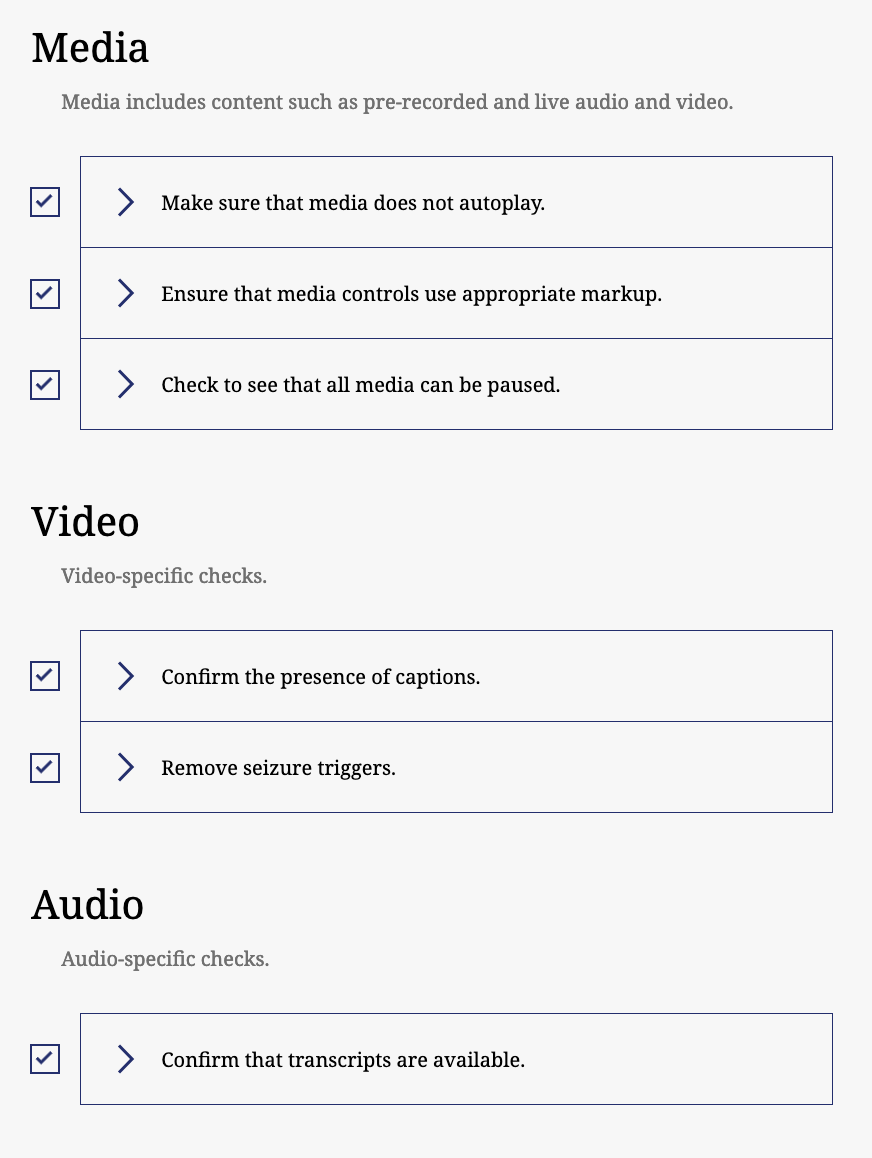 Media
Media includes content such as pre-recorded and live audio and video.
Make sure that media does not autoplay.
Ensure that media controls use appropriate markup.
Check to see that all media can be paused.
Video
Video-specific checks.
Confirm the presence of captions.
Remove seizure triggers.
Audio
Audio-specific checks.
Confirm that transcripts are available.